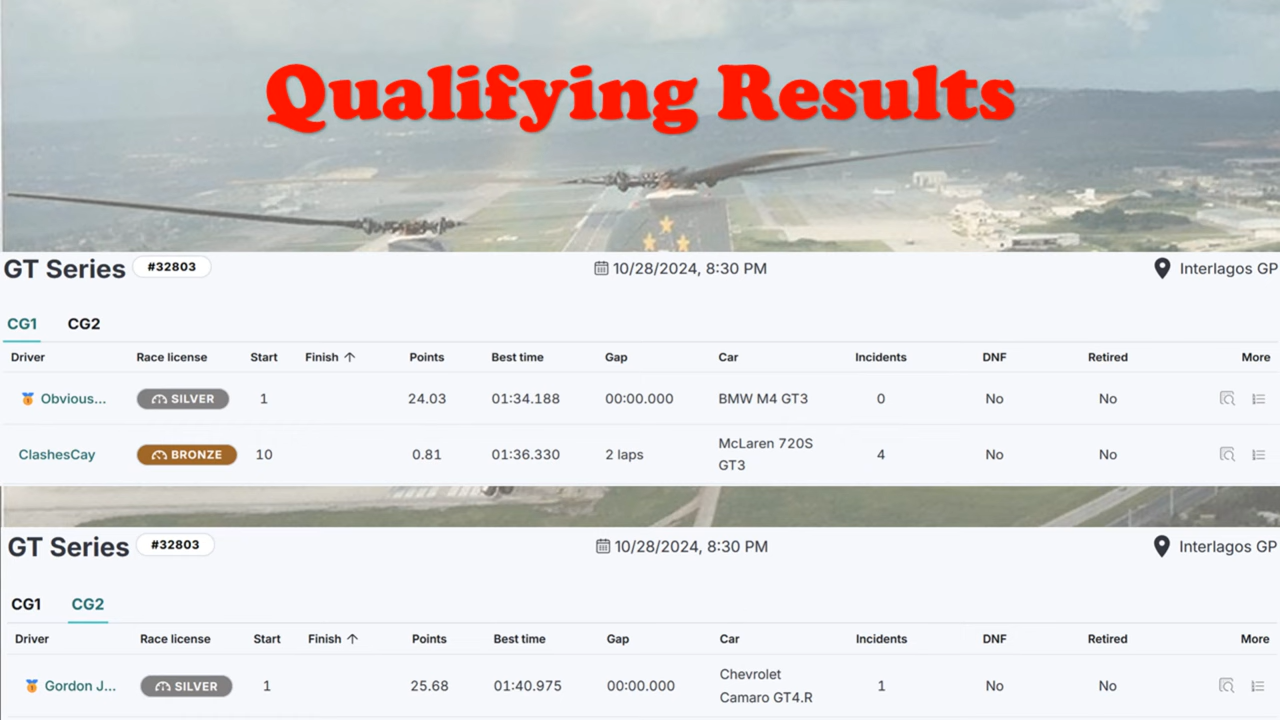 Qualifying Results
GT Series #32803 10/28/2024, 8:30 PM Interlagos GP
CG1 CG2
Driver Race license Start Finish ↑ Points Best time Gap Car Incidents DNF Retired More
Obvious... SILVER 1 24.03 01:34.188 00:00.000 BMW M4 GT3 0 No No
ClashesCay BRONZE 10 0.81 01:36.330 2 laps McLaren 720S GT3 4 No No
GT Series #32803 10/28/2024, 8:30 PM Interlagos GP
CG1 CG2
Driver Race license Start Finish ↑ Points Best time Gap Car Incidents DNF Retired More
Gordon J... SILVER 1 25.68 01:40.975 00:00.000 Chevrolet Camaro GT4.R 1 No No